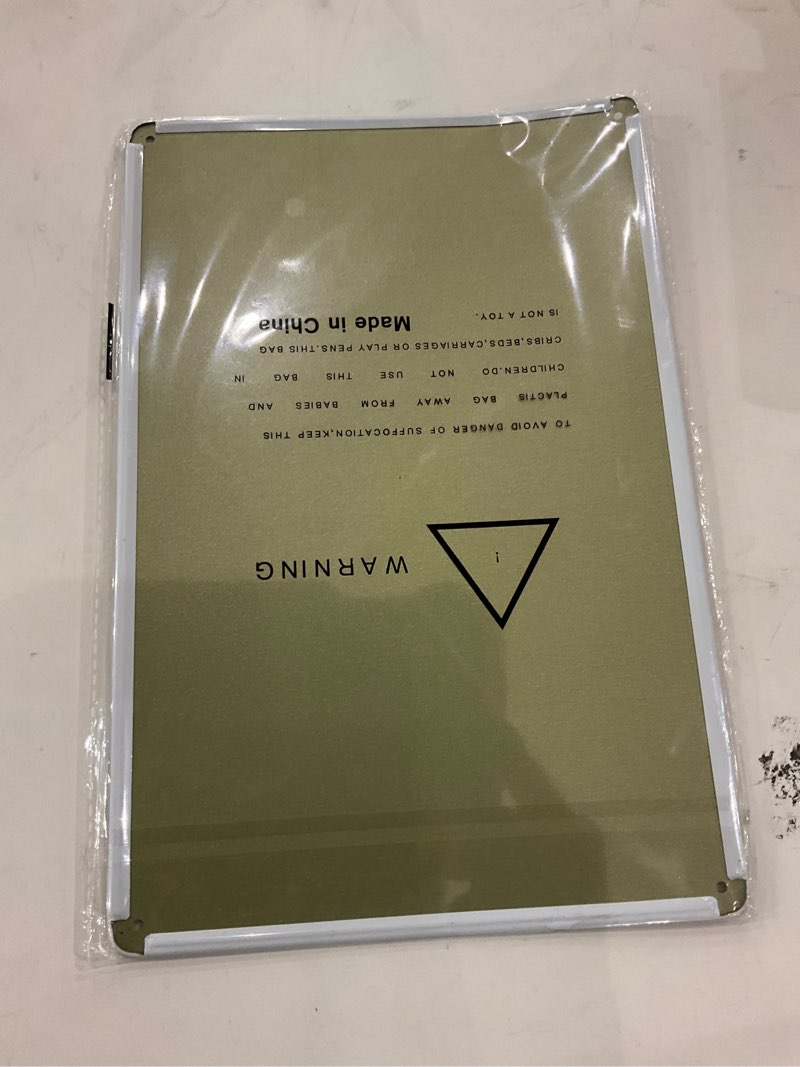 !
WARNING
TO AVOID DANGER OF SUFFOCATION,KEEP THIS
PLACTIS BAG AWAY FROM BABIES AND
CHILDREN.DO NOT USE THIS BAG IN
CRIBS,BEDS,CARRIAGES OR PLAY PENS.THIS BAG
IS NOT A TOY.
Made in China